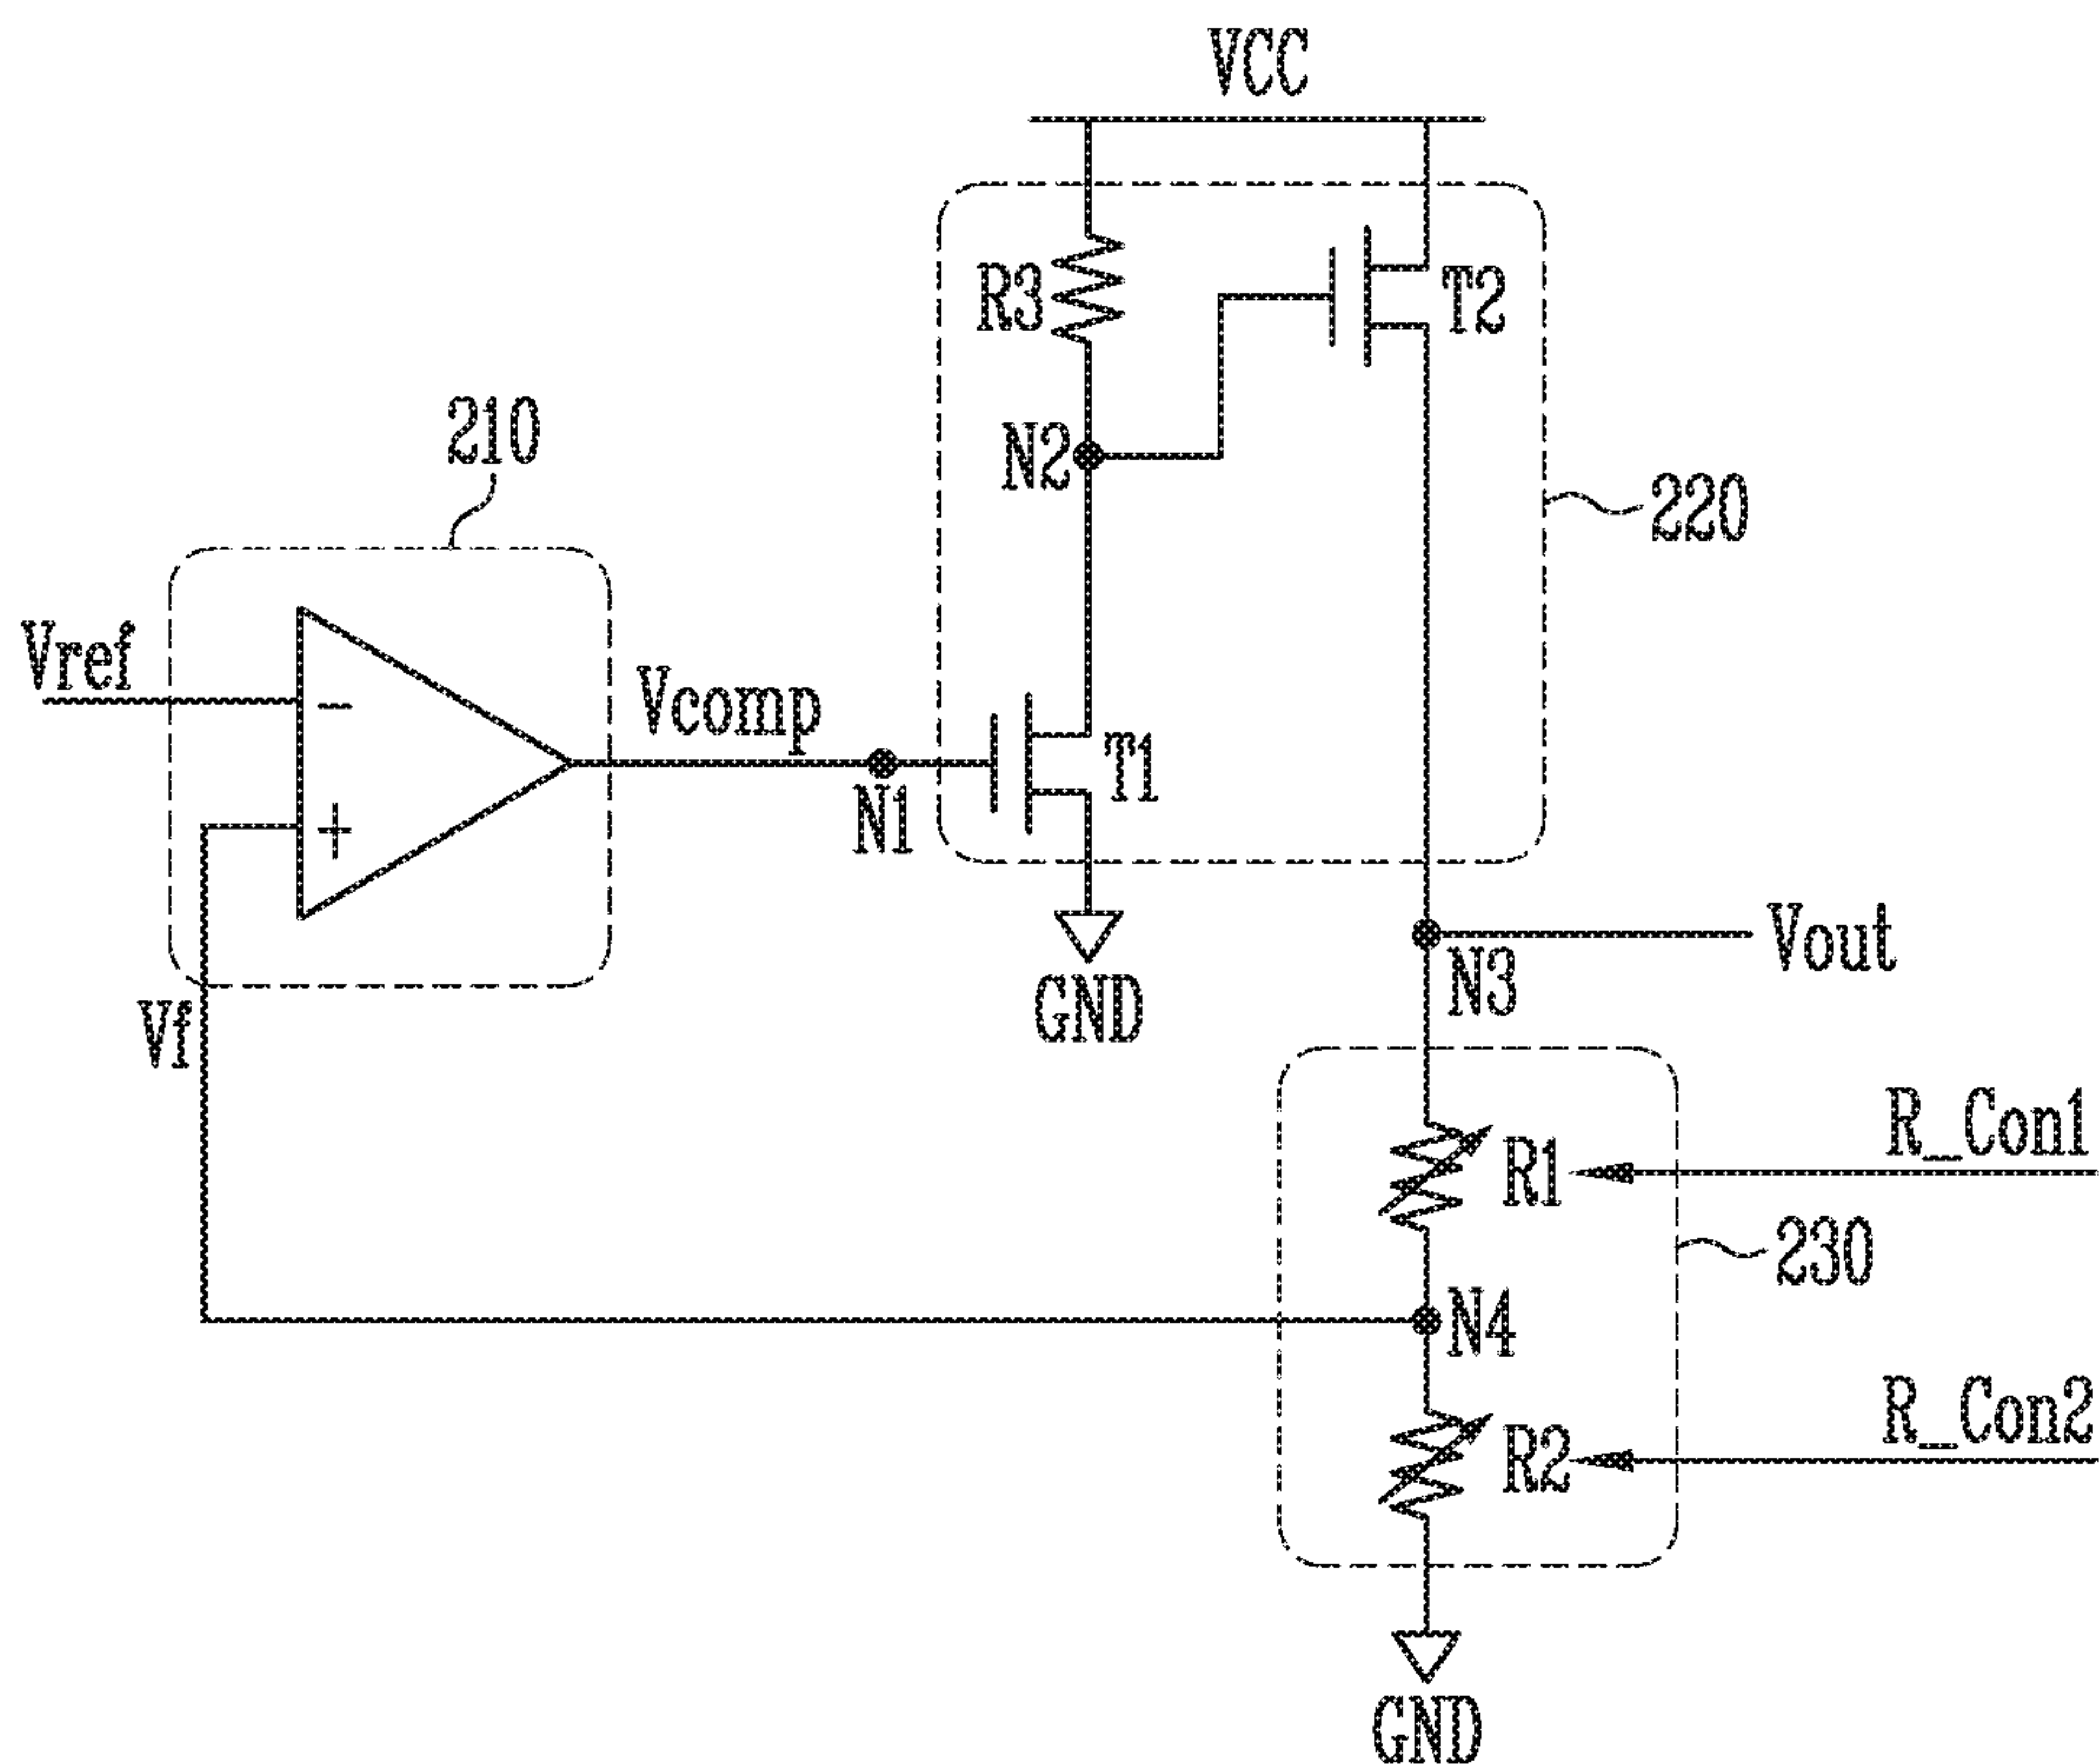 VCC
R3
T2
N2
210
220
Vref
−
Vcomp
T1
+
N1
Vout
N3
GND
Vf
R_Con1
R1
230
N4
R_Con2
R2
GND